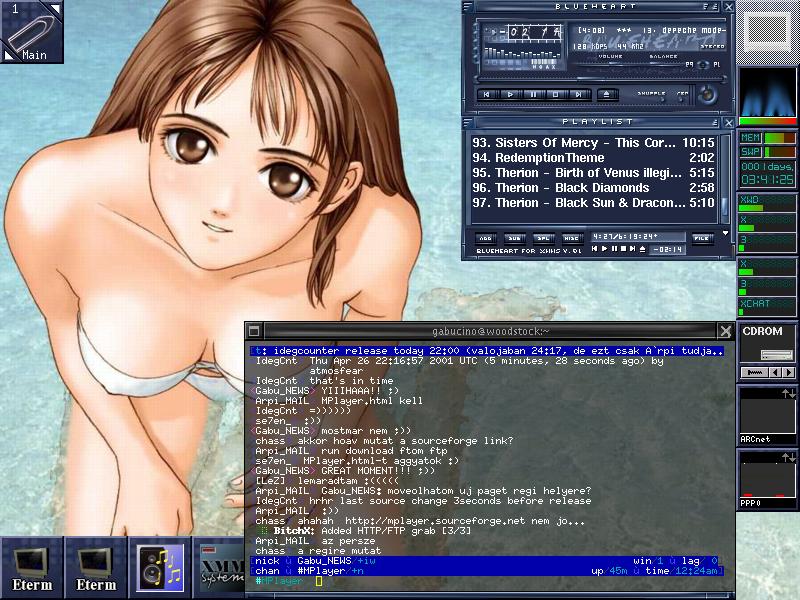 1
Main
BLUEHEART
02 17
[4:08] *** 13. depeche mode-
128 KBPS 44 KHZ
STEREO
VOLUME BALANCE
PL
SHUFFLE REP
PLAYLIST
93. Sisters Of Mercy - This Cor... 10:15
94. RedemptionTheme 2:02
95. Therion - Birth of Venus illegi... 5:15
96. Therion - Black Diamonds 2:58
97. Therion - Black Sun & Dracon... 5:10
ADD SUB SEL MISC 4:27/6:19:24+ FILE
BLUEHEART FOR XMMS V.01 -02:14
MEM
SWP
0001days,
03:41:25
XWD
X
3
X
3
XCHAT
CDROM
ARCnet
PPP0
gabucino@woodstock:~
t: idegcounter release today 22:00 (valojaban 24:17, de ezt csak A`rpi tudja..
IdegCnt Thu Apr 26 22:16:57 2001 UTC (5 minutes, 28 seconds ago) by
atmosfear
IdegCnt that's in time
<Gabu_NEWS> YIIIHAAA!! ;)
Arpi_MAIL MPlayer.html kell
IdegCnt =))))))
se7en_ :))
<Gabu_NEWS> mostmar nem ;))
chass akkor hoav mutat a sourceforge link?
Arpi_MAIL run download ftom ftp
se7en_ MPlayer.html-t aggyatok :)
<Gabu_NEWS> GREAT MOMENT!!! ;))
[LeZ] lemaradtam :(((((
Arpi_MAIL Gabu_NEWS: moveolhatom uj paget regi helyere?
IdegCnt hrhr last source change 3seconds before release
Arpi_MAIL :))
chass ahahah http://mplayer.sourceforge.net nem jo...
BitchX: Added HTTP/FTP grab [3/3]
Arpi_MAIL az persze
chass a regire mutat
nick ù Gabu_NEWS/+iw win/1 ù lag/ 0
chan ù #MPlayer/+n up/45m ù time/12:24am
#MPlayer
Eterm
Eterm
XMMS
system